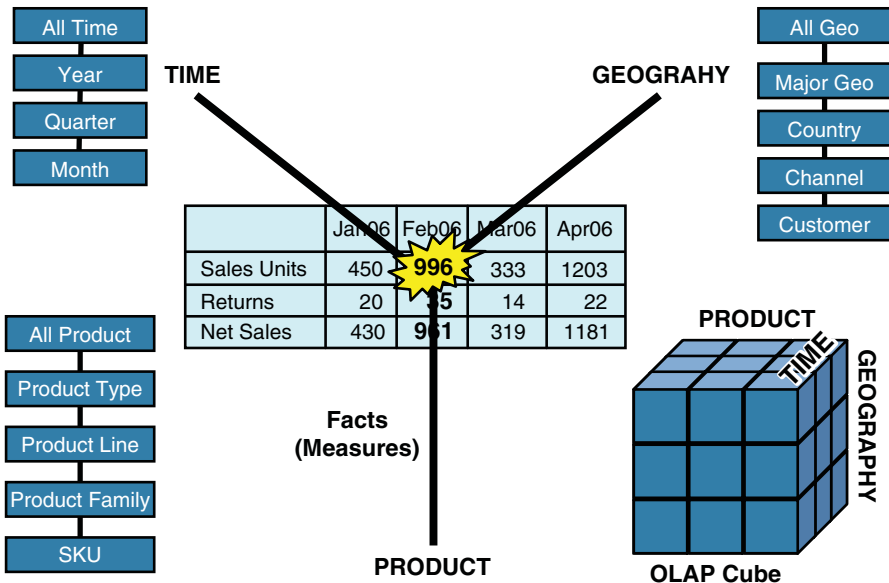 All Time
Year
Quarter
Month
TIME
GEOGRAHY
All Geo
Major Geo
Country
Channel
Customer
Jan06 Feb06 Mar06 Apr06
Sales Units 450 996 333 1203
Returns 20 35 14 22
Net Sales 430 961 319 1181
All Product
Product Type
Product Line
Product Family
SKU
Facts
(Measures)
PRODUCT
PRODUCT
TIME
GEOGRAPHY
OLAP Cube